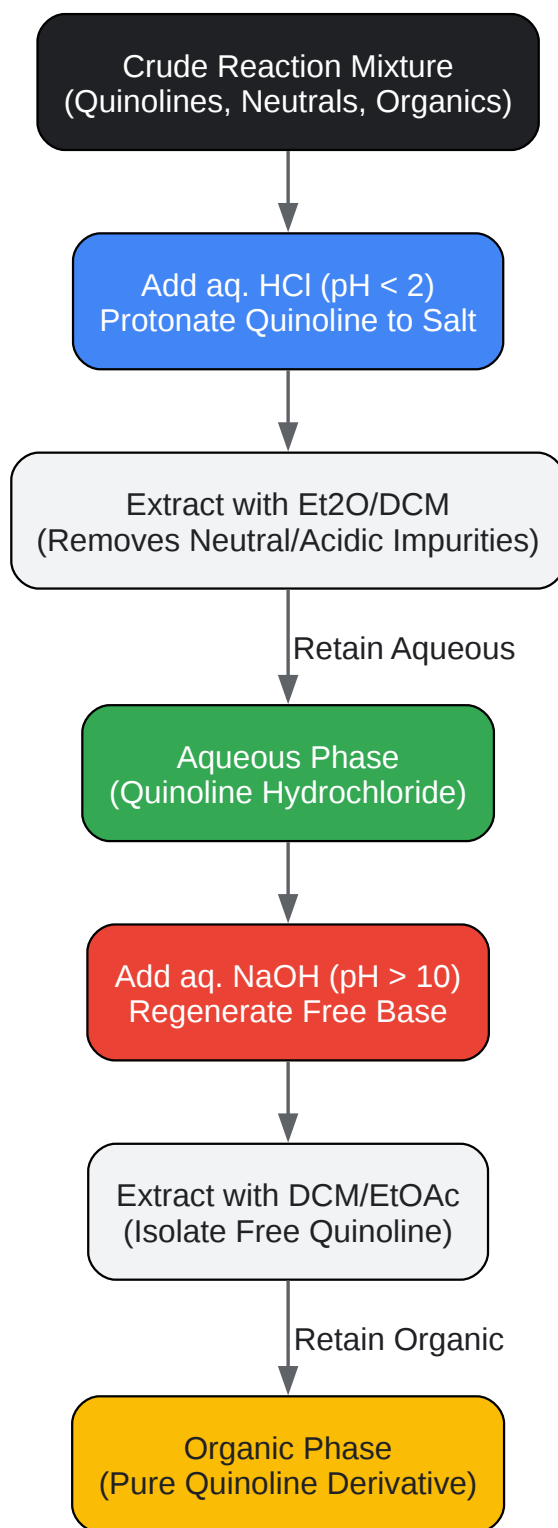 Crude Reaction Mixture
(Quinolines, Neutrals, Organics)
Add aq. HCl (pH < 2)
Protonate Quinoline to Salt
Extract with Et2O/DCM
(Removes Neutral/Acidic Impurities)
Retain Aqueous
Aqueous Phase
(Quinoline Hydrochloride)
Add aq. NaOH (pH > 10)
Regenerate Free Base
Extract with DCM/EtOAc
(Isolate Free Quinoline)
Retain Organic
Organic Phase
(Pure Quinoline Derivative)